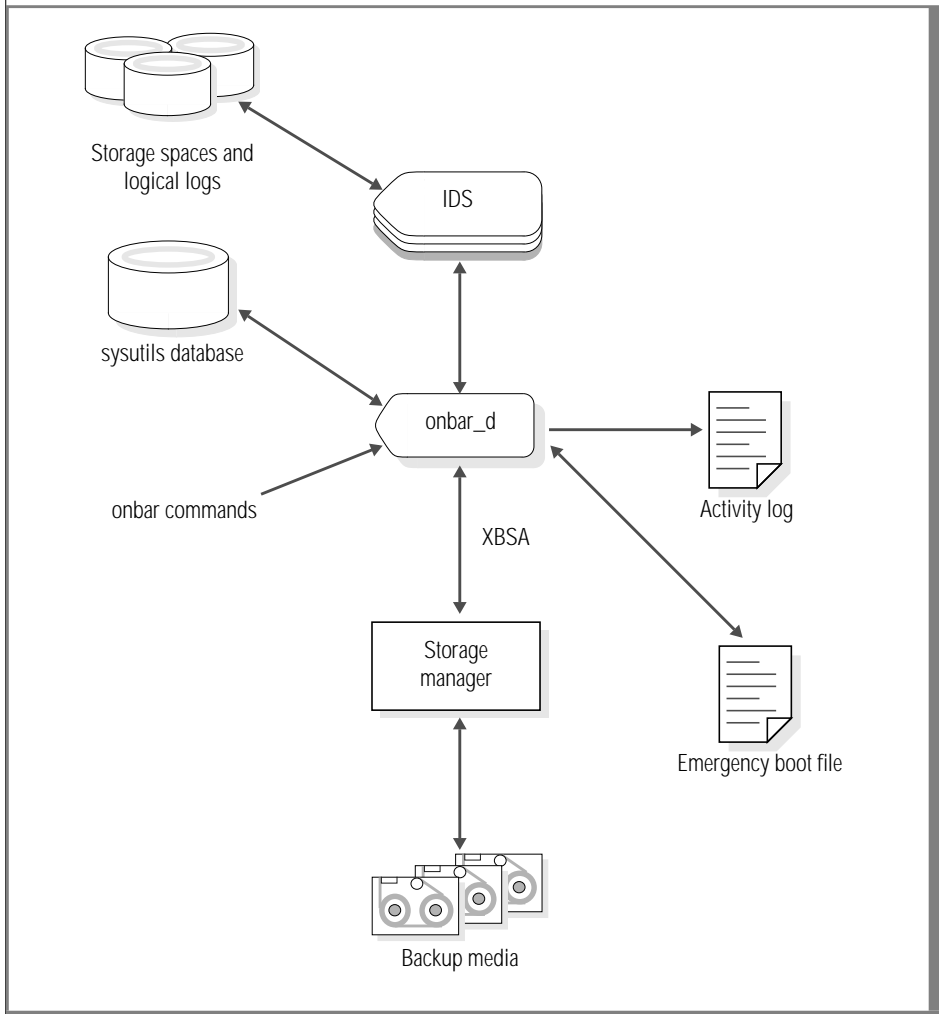 Storage spaces and
logical logs
IDS
sysutils database
onbar_d
onbar commands
Activity log
XBSA
Storage
manager
Emergency boot file
Backup media